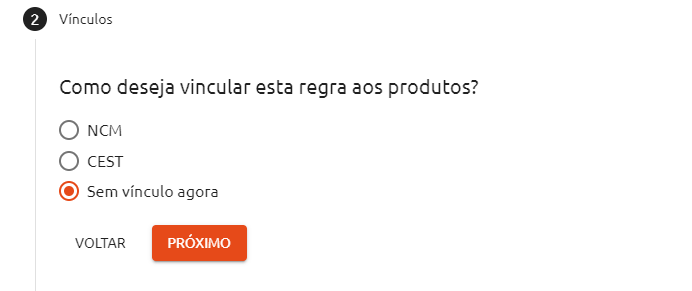 2 Vínculos
Como deseja vincular esta regra aos produtos?
NCM
CEST
Sem vínculo agora
VOLTAR PRÓXIMO